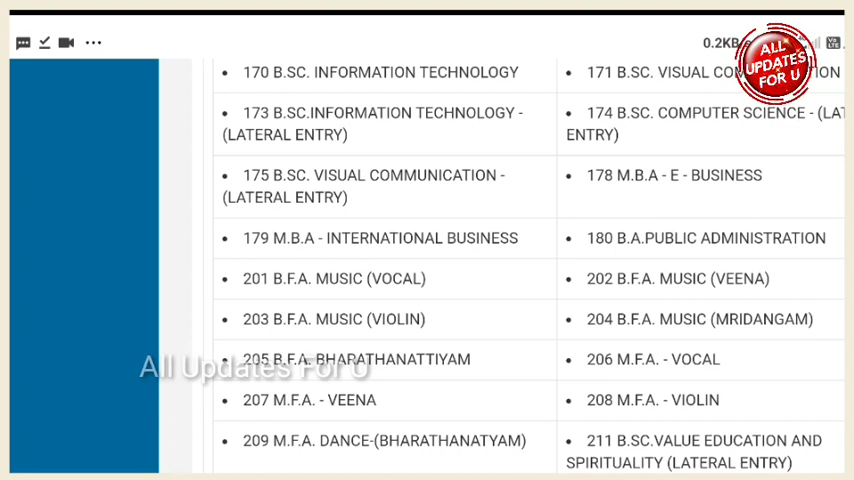 0.2KB
ALL
UPDATES
FOR U
• 170 B.SC. INFORMATION TECHNOLOGY
• 171 B.SC. VISUAL
• 173 B.SC.INFORMATION TECHNOLOGY -
(LATERAL ENTRY)
• 174 B.SC. COMPUTER SCIENCE - (LAT
ENTRY)
• 175 B.SC. VISUAL COMMUNICATION -
(LATERAL ENTRY)
• 178 M.B.A - E - BUSINESS
• 179 M.B.A - INTERNATIONAL BUSINESS
• 180 B.A.PUBLIC ADMINISTRATION
• 201 B.F.A. MUSIC (VOCAL)
• 202 B.F.A. MUSIC (VEENA)
• 203 B.F.A. MUSIC (VIOLIN)
• 204 B.F.A. MUSIC (MRIDANGAM)
• 205 B.F.A. BHARATHANATTIYAM
• 206 M.F.A. - VOCAL
All Updates For U
• 207 M.F.A. - VEENA
• 208 M.F.A. - VIOLIN
• 209 M.F.A. DANCE-(BHARATHANATYAM)
• 211 B.SC.VALUE EDUCATION AND
SPIRITUALITY (LATERAL ENTRY)